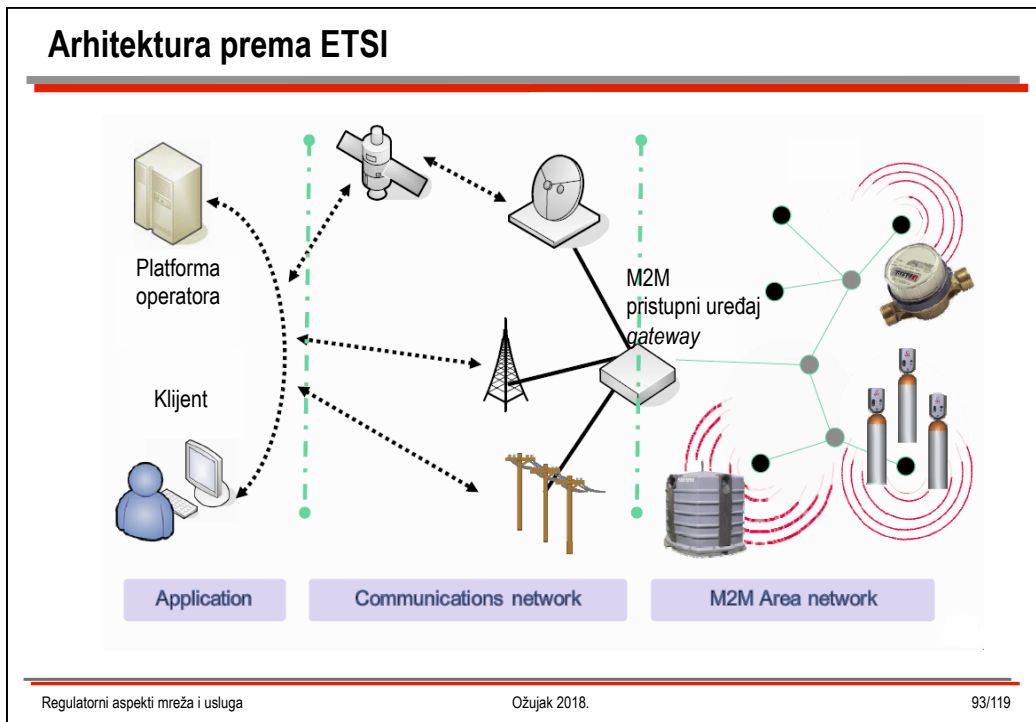 Arhitektura prema ETSI
Platforma
operatora
Klijent
M2M
pristupni uređaj
gateway
Application
Communications network
M2M Area network
Regulatorni aspekti mreža i usluga
Ožujak 2018.
93/119